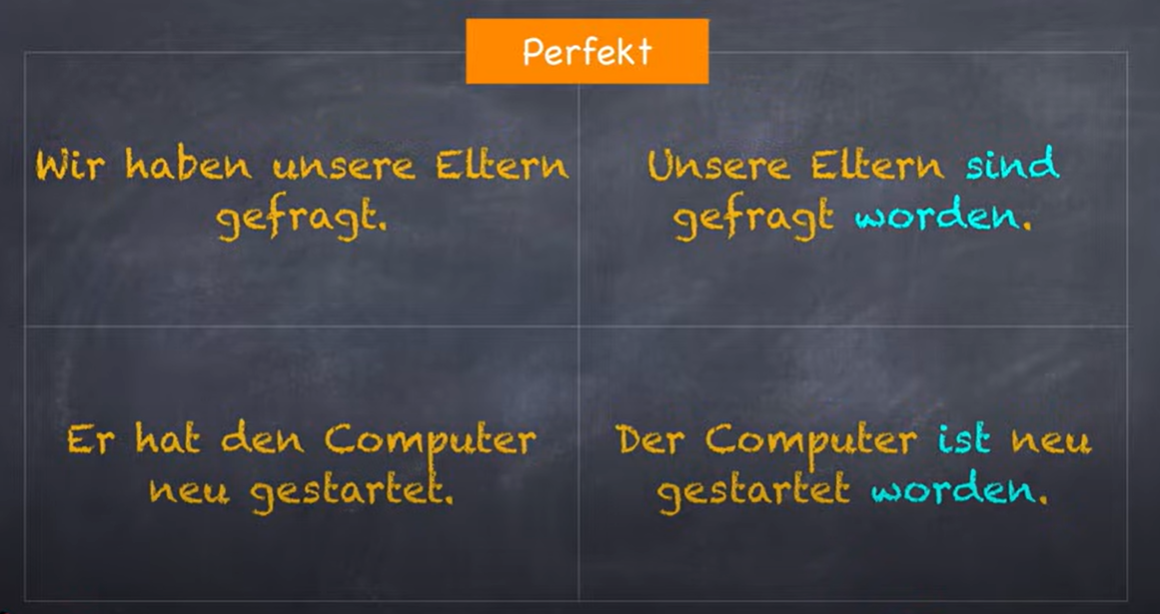 Perfekt
Wir haben unsere Eltern
gefragt.
Unsere Eltern sind
gefragt worden.
Er hat den Computer
neu gestartet.
Der Computer ist neu
gestartet worden.